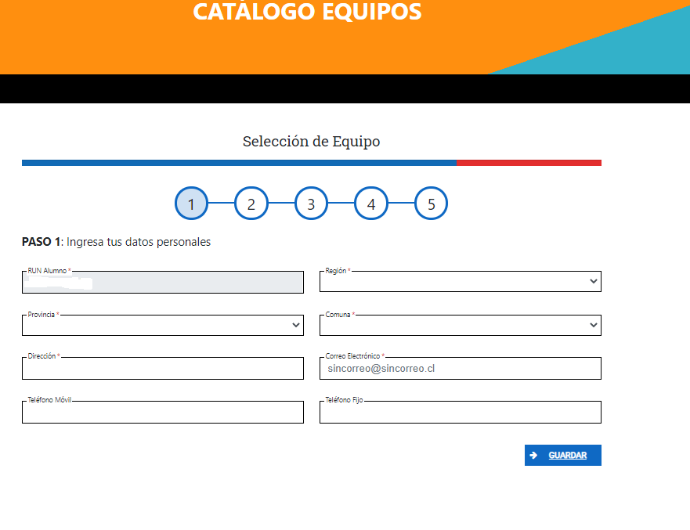 CATÁLOGO EQUIPOS
Selección de Equipo
1 2 3 4 5
PASO 1: Ingresa tus datos personales
RUN Alumno * Región *
Provincia * Comuna *
Dirección * Correo Electrónico *
sincorreo@sincorreo.cl
Teléfono Móvil Teléfono Fijo
GUARDAR